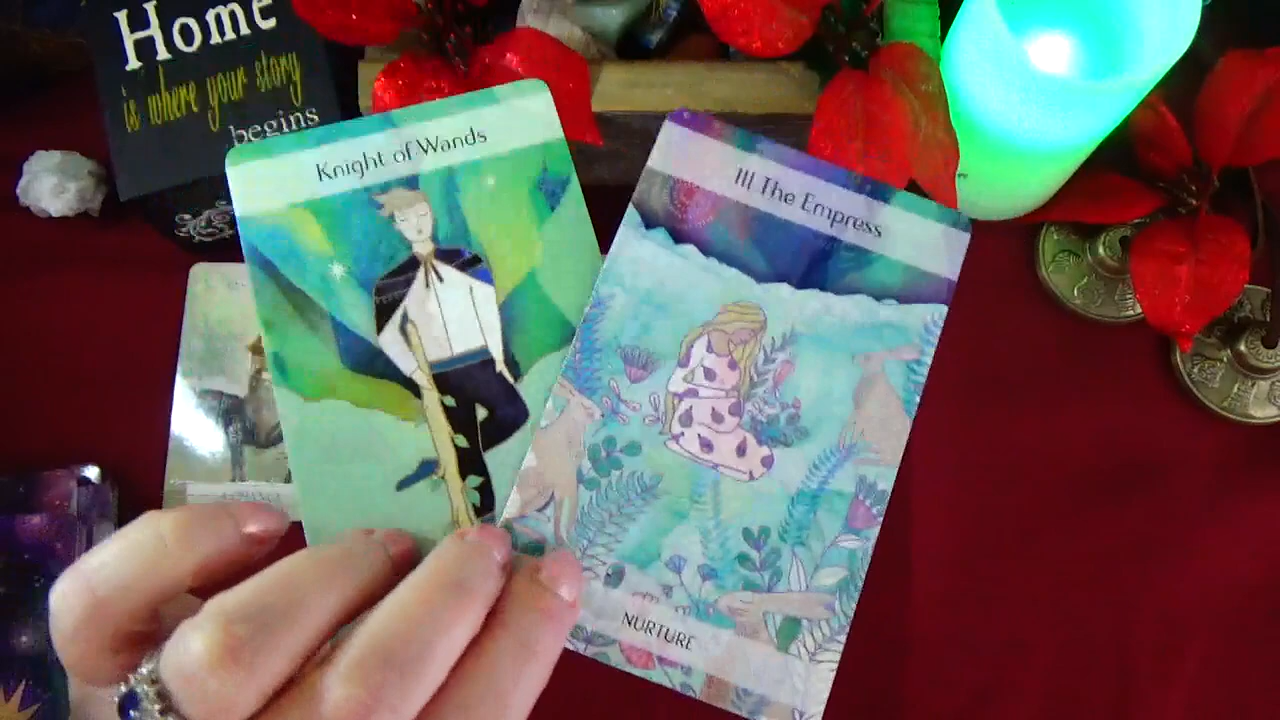 Home
is where your story
begins
Knight of Wands
III The Empress
NURTURE